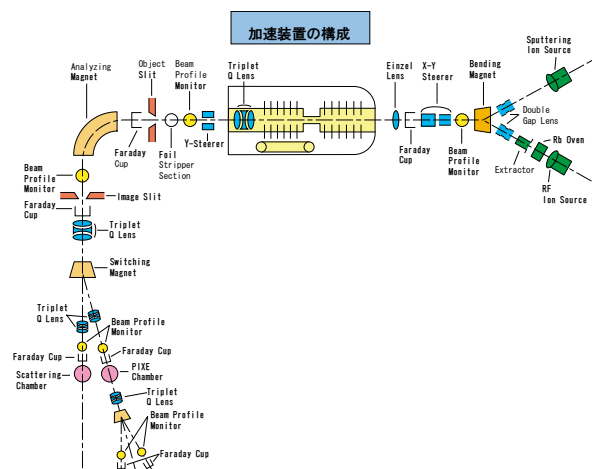 加速装置の構成
Sputtering
Ion Source
Analyzing
Magnet
Object
Slit
Beam
Profile
Monitor
Triplet
Q Lens
Einzel
Lens
X-Y
Steerer
Bending
Magnet
Double
Gap Lens
Rb Oven
Extractor
RF
Ion Source
Faraday
Cup
Foil
Stripper
Section
Y-Steerer
Faraday
Cup
Beam
Profile
Monitor
Beam
Profile
Monitor
Image Slit
Faraday
Cup
Triplet
Q Lens
Switching
Magnet
Triplet
Q Lens
Beam Profile
Monitor
Faraday Cup
Faraday Cup
Scattering
Chamber
PIXE
Chamber
Triplet
Q Lens
Beam Profile
Monitor
Faraday Cup